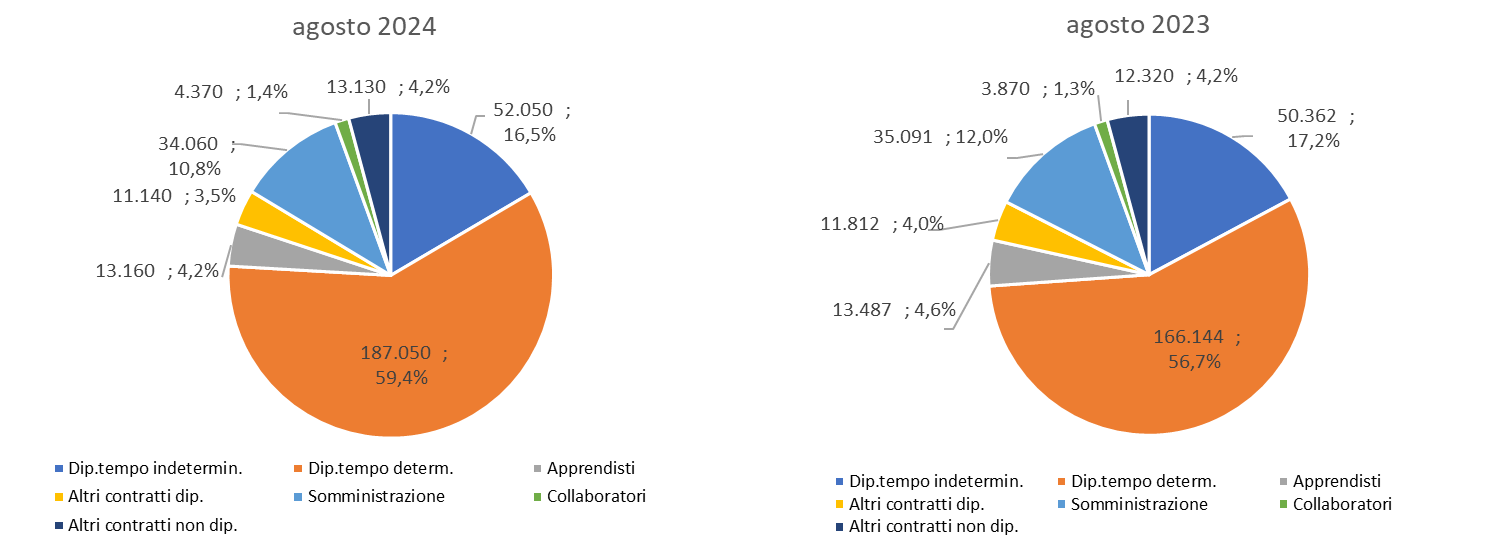 agosto 2024
13.130 ; 4,2%
4.370 ; 1,4%
52.050 ;
16,5%
34.060 ;
10,8%
11.140 ; 3,5%
13.160 ; 4,2%
187.050 ;
59,4%
Dip.tempo indetermin.
Dip.tempo determ.
Apprendisti
Altri contratti dip.
Somministrazione
Collaboratori
Altri contratti non dip.
agosto 2023
12.320 ; 4,2%
3.870 ; 1,3%
50.362 ;
17,2%
35.091 ; 12,0%
11.812 ; 4,0%
13.487 ; 4,6%
166.144 ;
56,7%
Dip.tempo indetermin.
Dip.tempo determ.
Apprendisti
Altri contratti dip.
Somministrazione
Collaboratori
Altri contratti non dip.